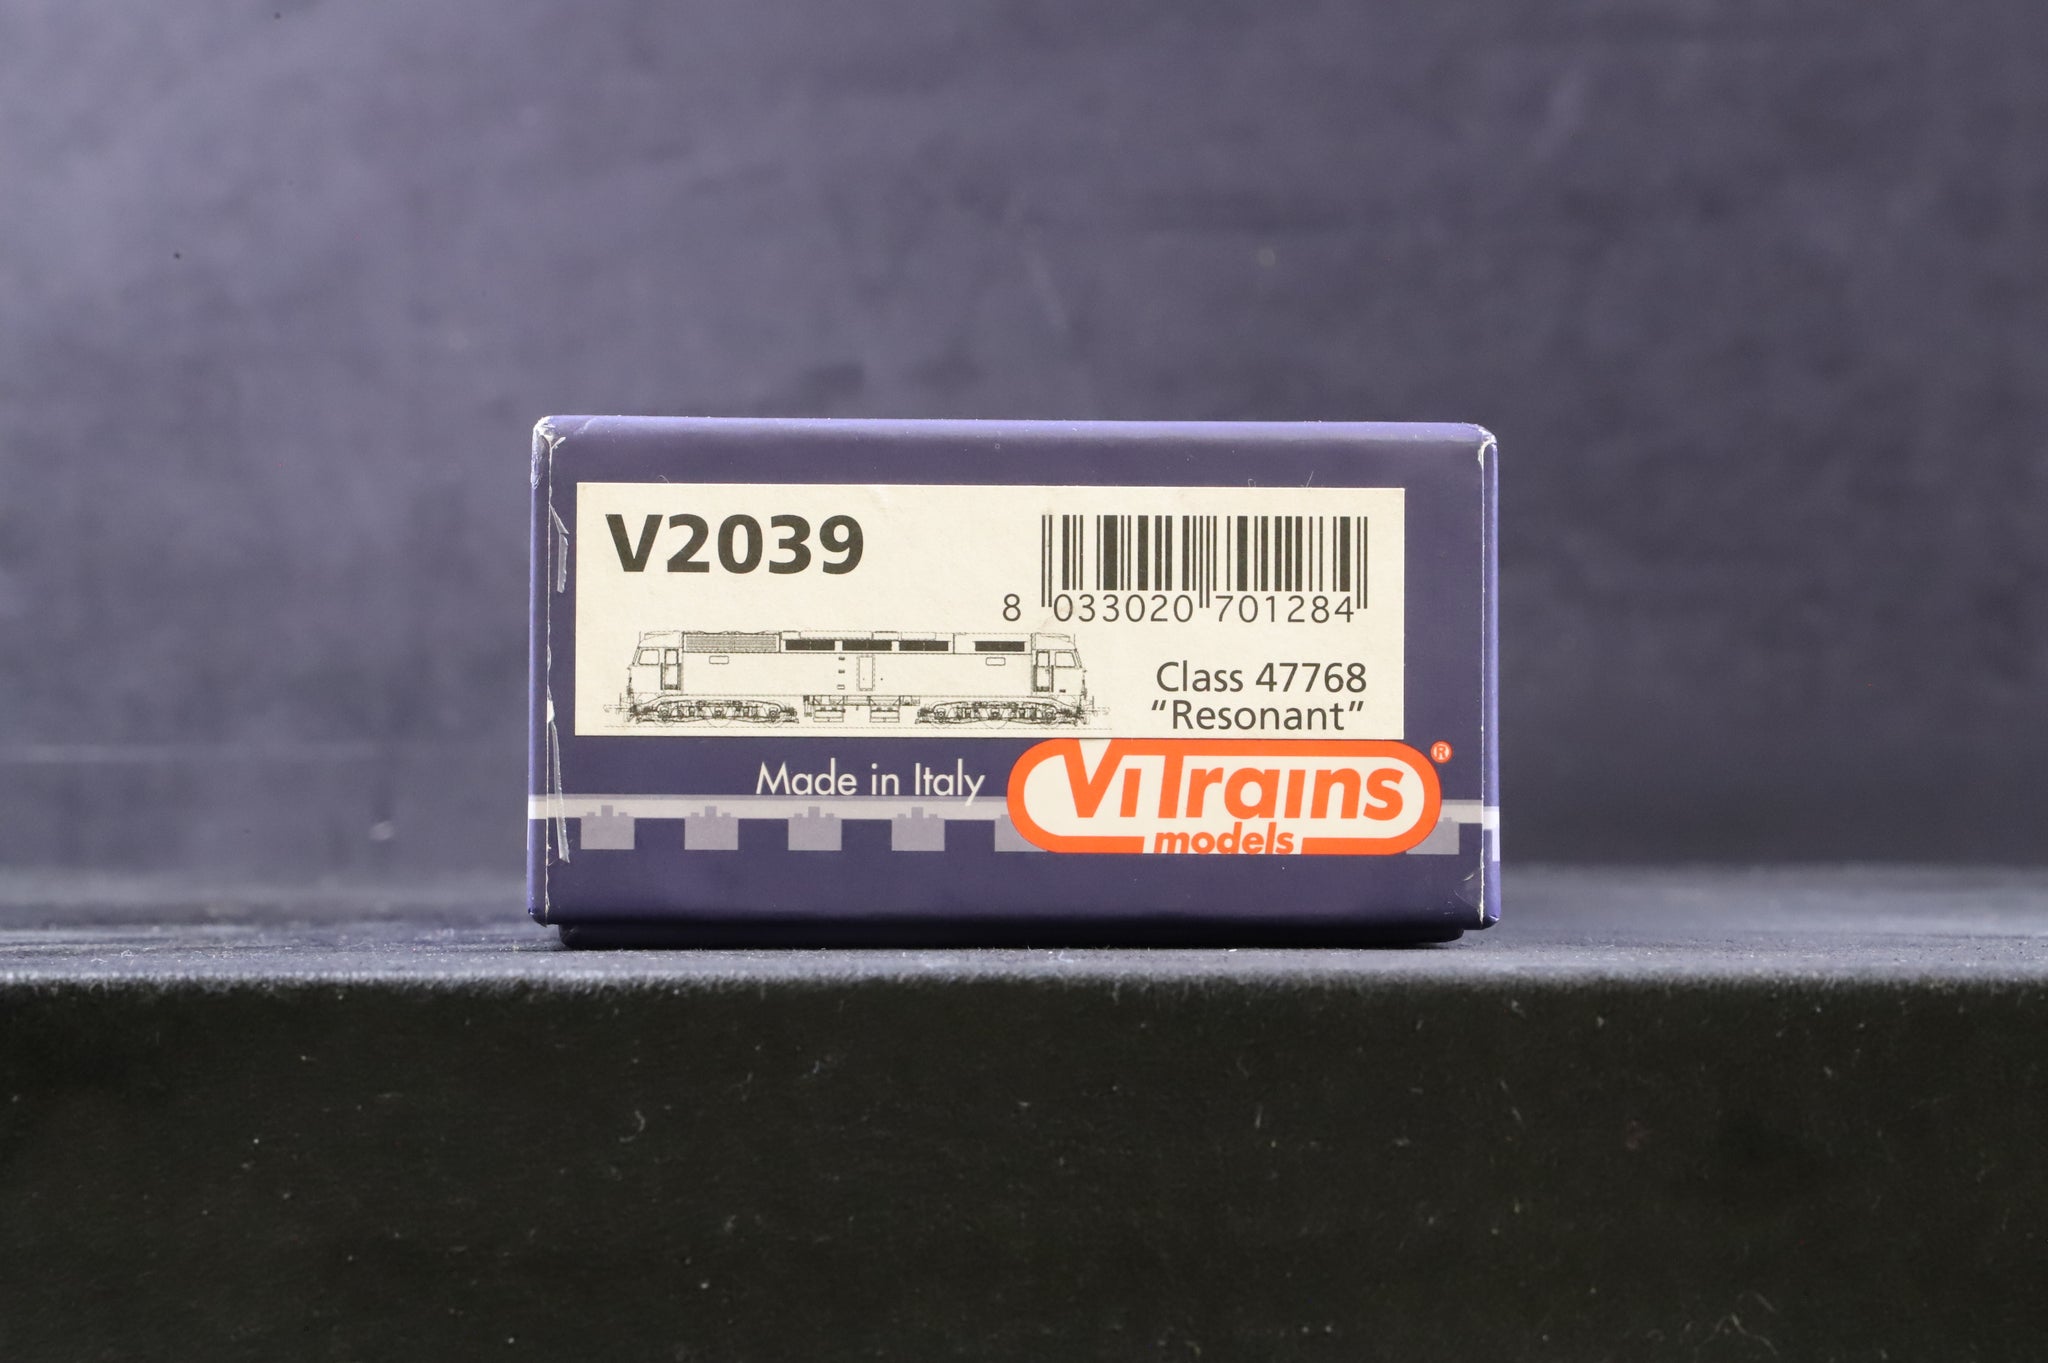 V2039
8 033020 701284
Class 47768
“Resonant”
Made in Italy
ViTrains®
models